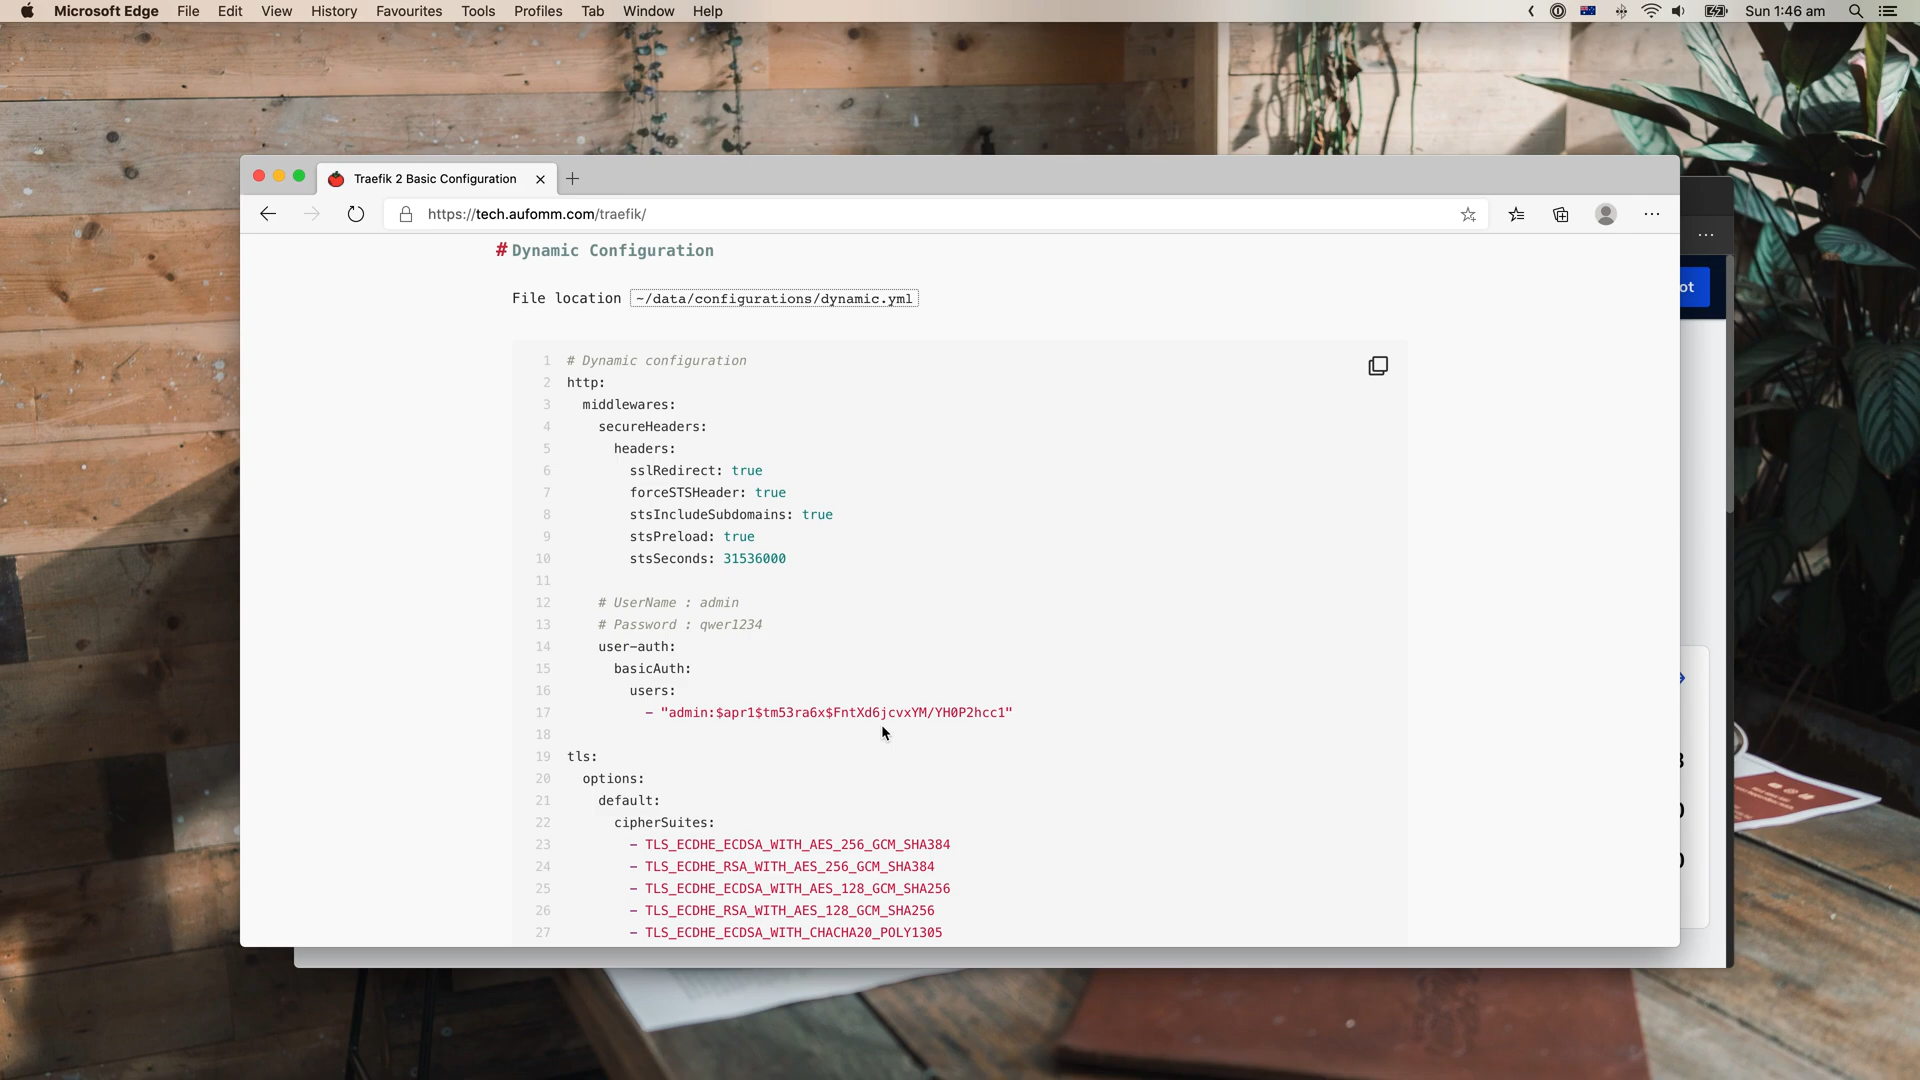 Microsoft Edge File Edit View History Favourites Tools Profiles Tab Window Help Sun 1:46 am
Traefik 2 Basic Configuration
https://tech.aufomm.com/traefik/
ot
# Dynamic Configuration
File location ~/data/configurations/dynamic.yml
1 # Dynamic configuration
2 http:
3 middlewares:
4 secureHeaders:
5 headers:
6 sslRedirect: true
7 forceSTSHeader: true
8 stsIncludeSubdomains: true
9 stsPreload: true
10 stsSeconds: 31536000
11
12 # UserName : admin
13 # Password : qwer1234
14 user-auth:
15 basicAuth:
16 users:
17 - "admin:$apr1$tm53ra6x$FntXd6jcvxYM/YH0P2hcc1"
18
19 tls:
20 options:
21 default:
22 cipherSuites:
23 - TLS_ECDHE_ECDSA_WITH_AES_256_GCM_SHA384
24 - TLS_ECDHE_RSA_WITH_AES_256_GCM_SHA384
25 - TLS_ECDHE_ECDSA_WITH_AES_128_GCM_SHA256
26 - TLS_ECDHE_RSA_WITH_AES_128_GCM_SHA256
27 - TLS_ECDHE_ECDSA_WITH_CHACHA20_POLY1305